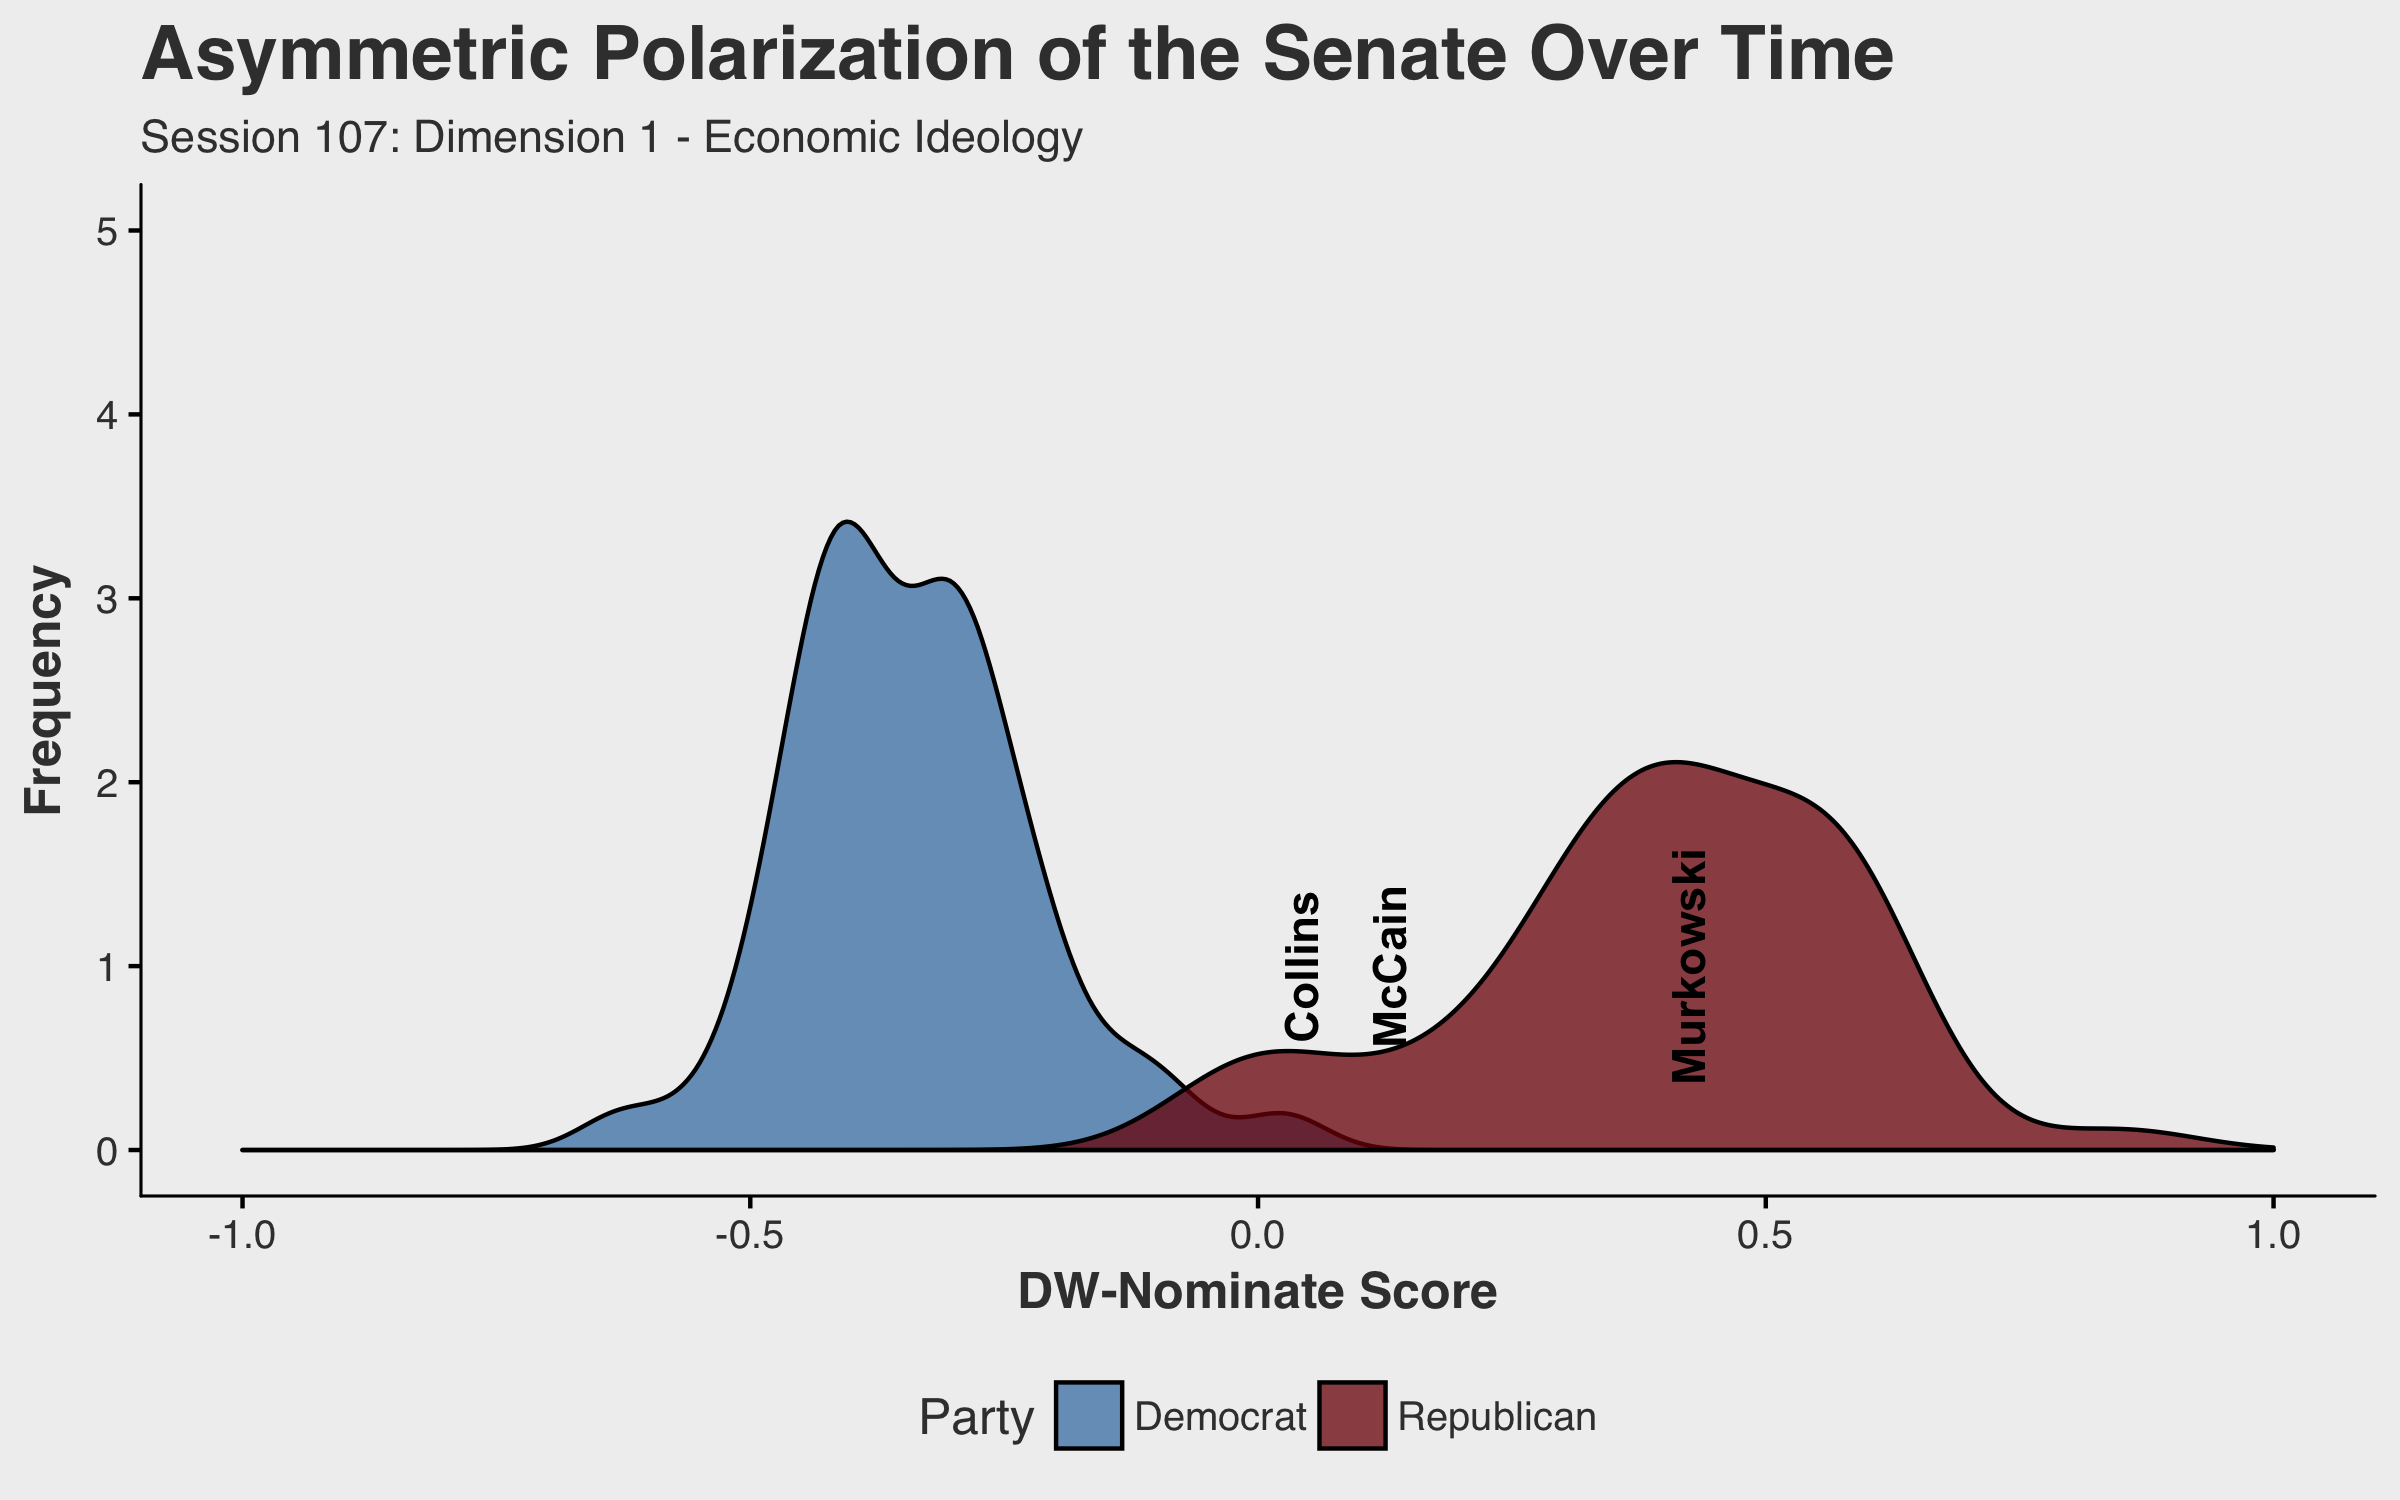 Asymmetric Polarization of the Senate Over Time
Session 107: Dimension 1 - Economic Ideology
5
4
3
2
1
0
Frequency
Collins
McCain
Murkowski
-1.0
-0.5
0.0
0.5
1.0
DW-Nominate Score
Party Democrat Republican